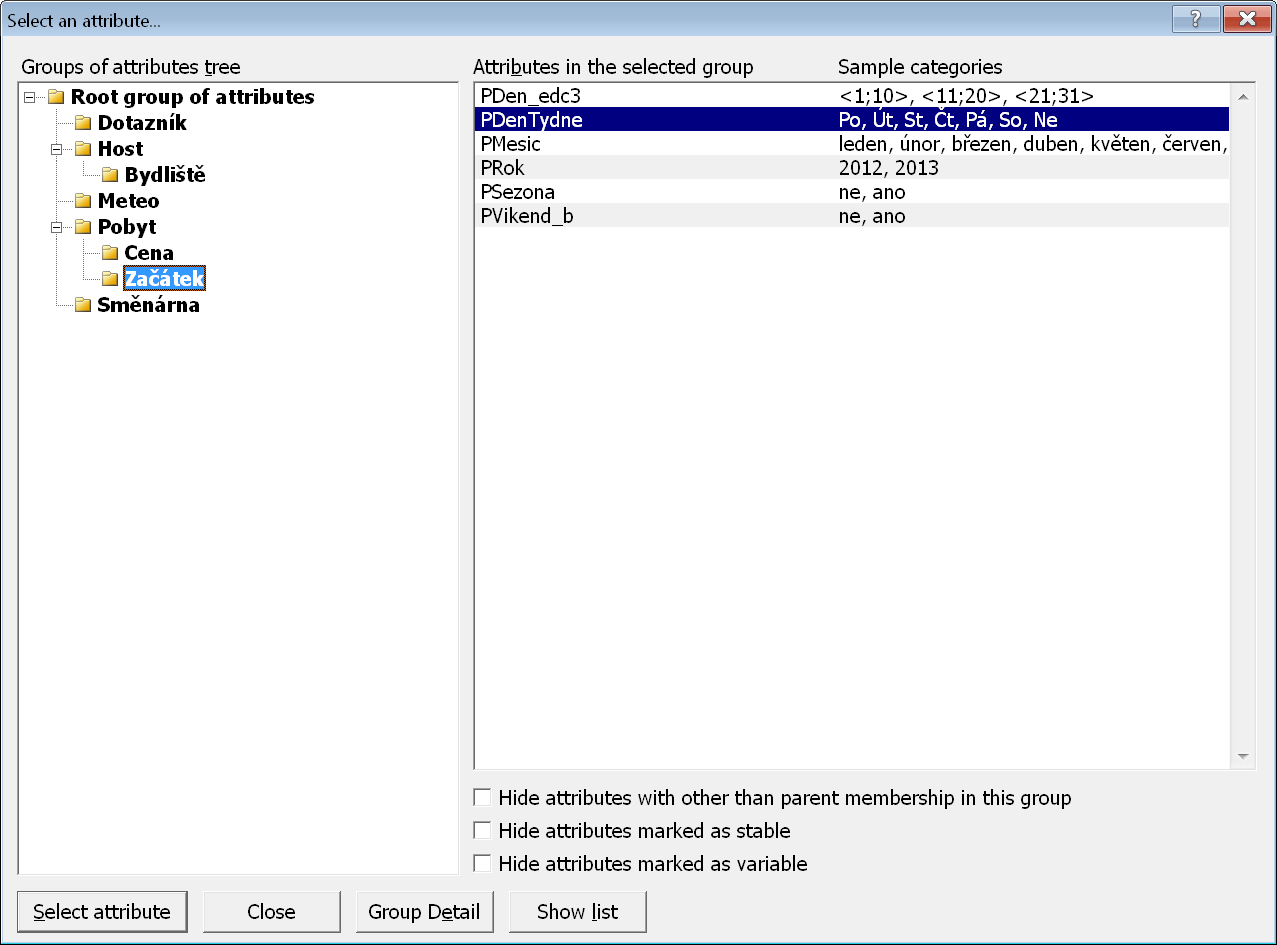 Select an attribute...
Groups of attributes tree
Root group of attributes
Dotazník
Host
Bydliště
Meteo
Pobyt
Cena
Začátek
Směnárna
Attributes in the selected group Sample categories
PDen_edc3 <1;10>, <11;20>, <21;31>
PDenTydne Po, Út, St, Čt, Pá, So, Ne
PMesic leden, únor, březen, duben, květen, červen,
PRok 2012, 2013
PSezona ne, ano
PVikend_b ne, ano
Hide attributes with other than parent membership in this group
Hide attributes marked as stable
Hide attributes marked as variable
Select attribute Close Group Detail Show list